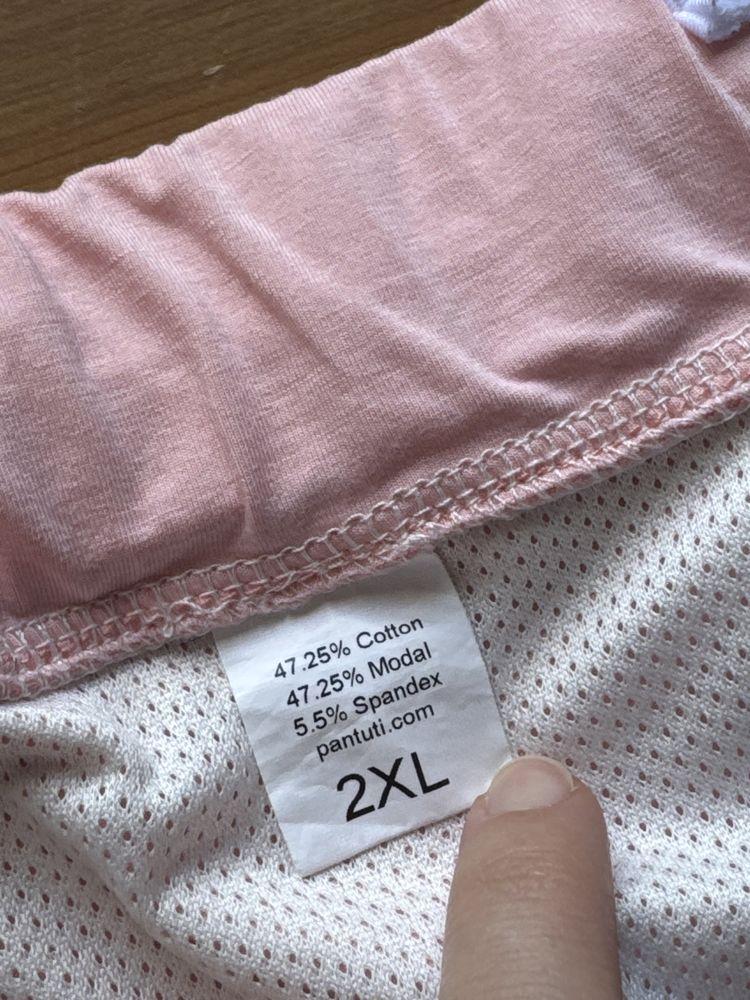 47.25% Cotton
47.25% Modal
5.5% Spandex
pantuti.com
2XL